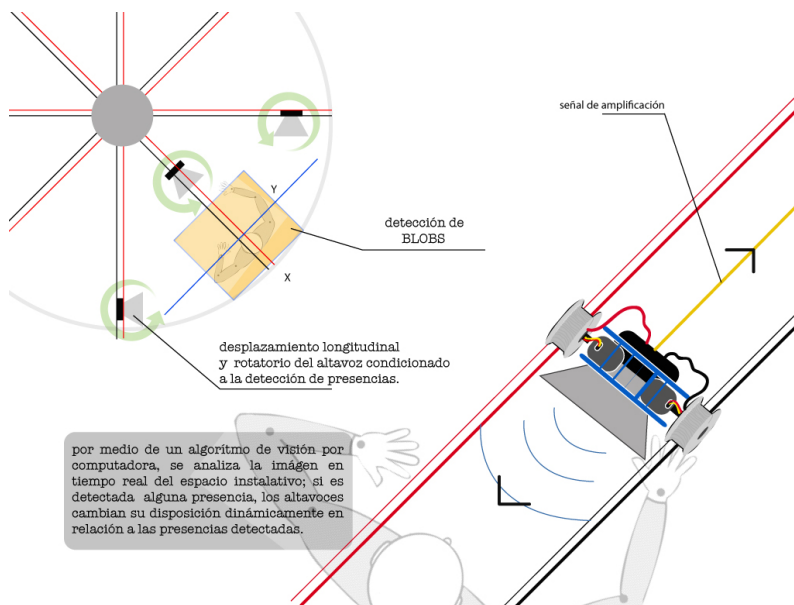 señal de amplificación
Y
detección de
BLOBS
X
desplazamiento longitudinal
y rotatorio del altavoz condicionado
a la detección de presencias.
por medio de un algoritmo de visión por
computadora, se analiza la imágen en
tiempo real del espacio instalativo; si es
detectada alguna presencia, los altavoces
cambian su disposición dinámicamente en
relación a las presencias detectadas.